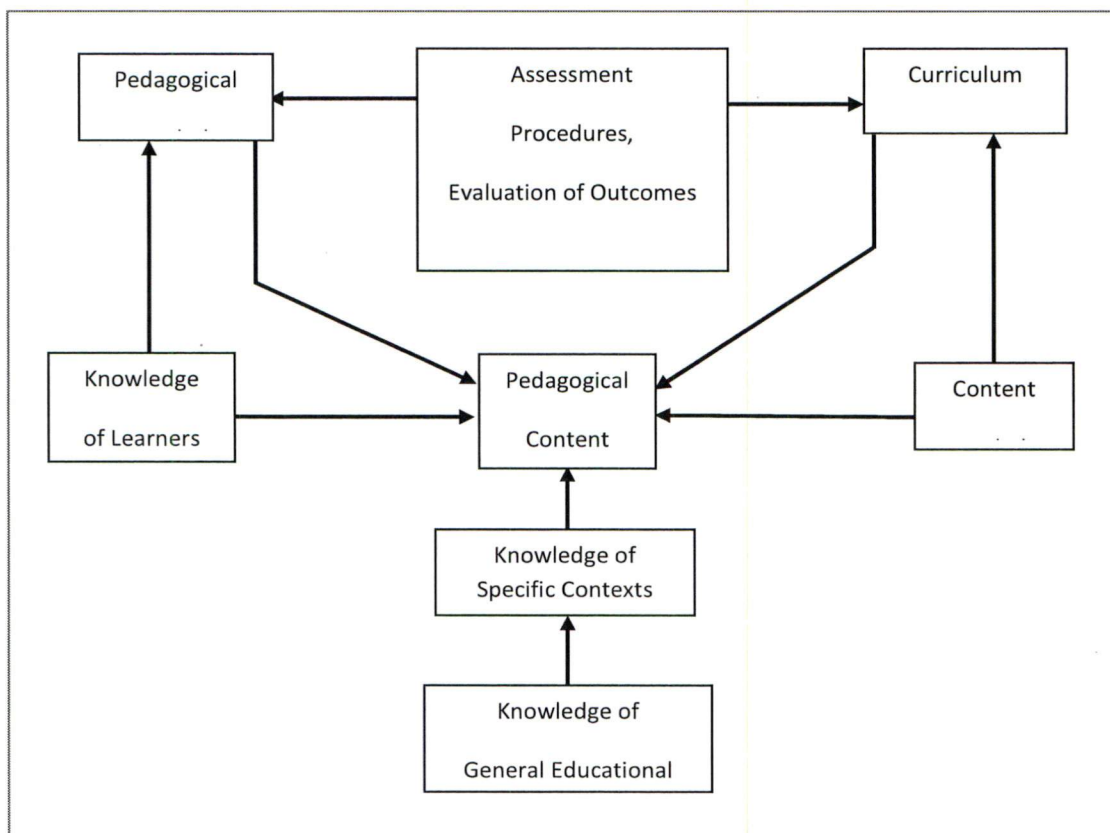 Pedagogical
Assessment
Procedures,
Evaluation of Outcomes
Curriculum
Knowledge
of Learners
Pedagogical
Content
Content
Knowledge of
Specific Contexts
Knowledge of
General Educational